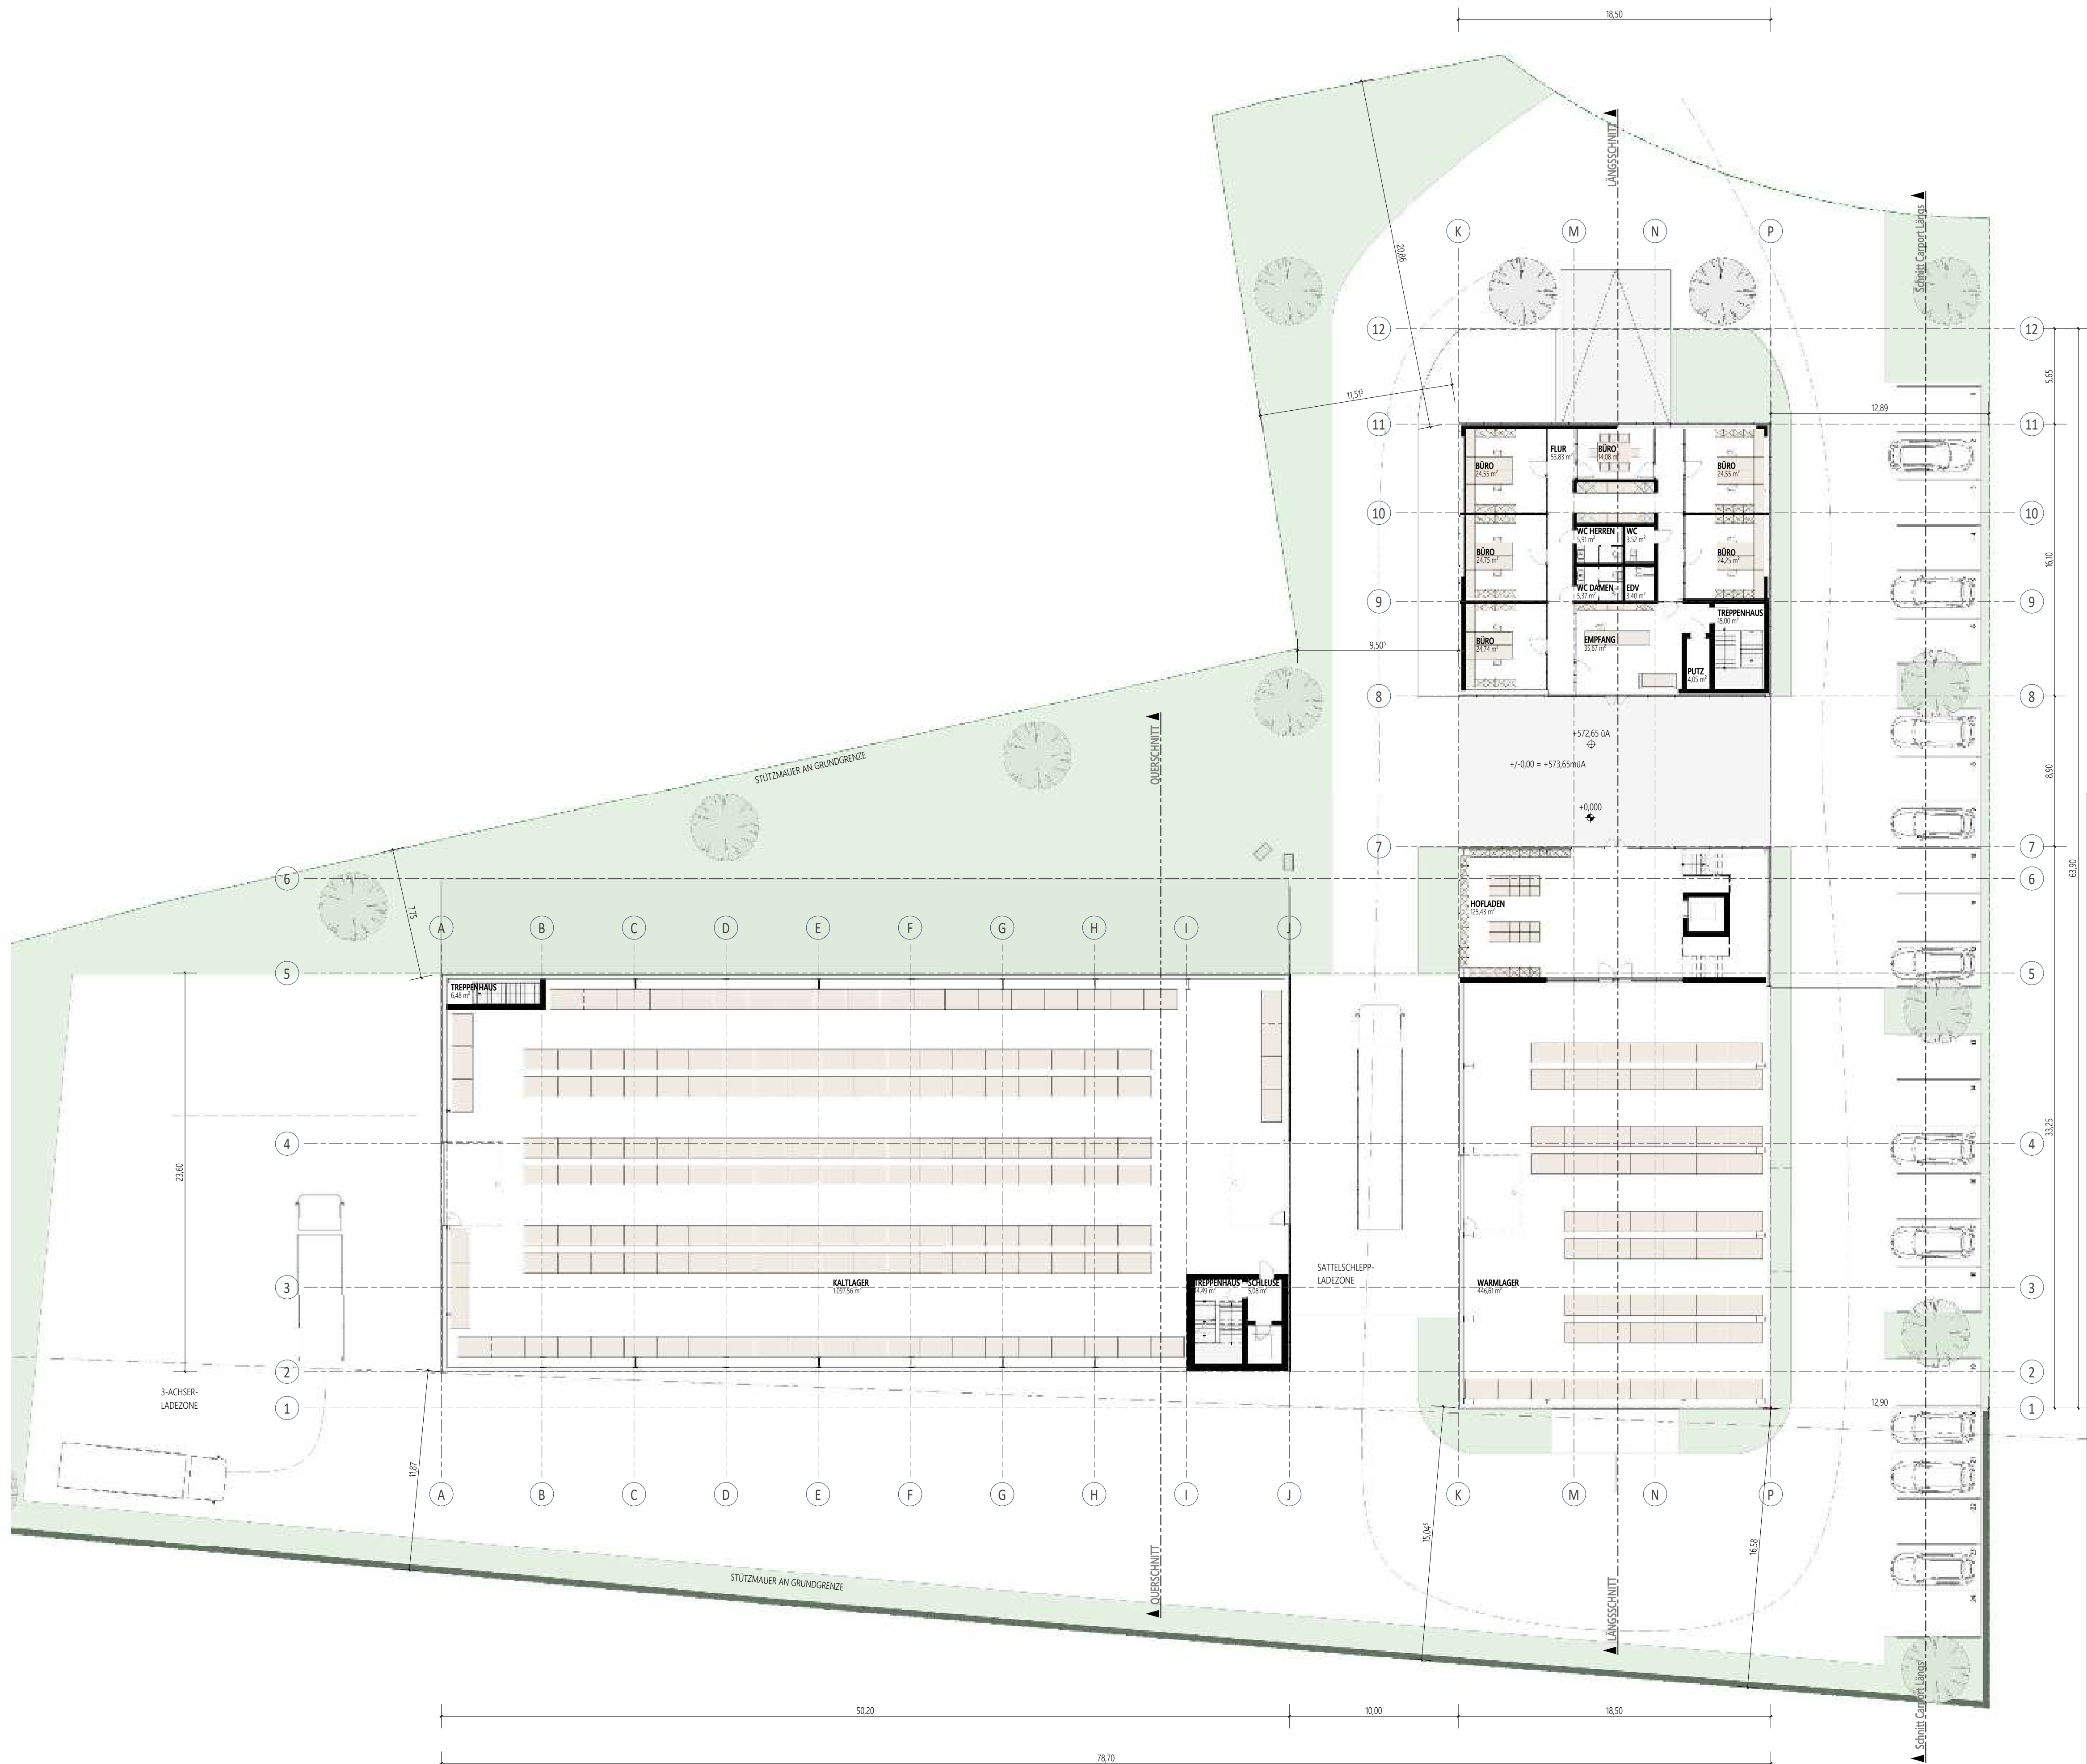 18,50
LÄNGSSCHNITT
Schnitt Carport Längs
20,86
K
M
N
P
12
12
5,65
11,51⁵
12,89
11
11
1
2
FLUR
53,83 m²
BÜRO
14,08 m²
BÜRO
24,55 m²
BÜRO
24,55 m²
10
10
WC HERREN
5,91 m²
WC
3,52 m²
BÜRO
24,75 m²
BÜRO
24,25 m²
16,10
WC DAMEN
5,37 m²
EDV
3,40 m²
9
9
TREPPENHAUS
15,00 m²
BÜRO
24,74 m²
EMPFANG
35,67 m²
PUTZ
4,05 m²
9,50⁵
8
8
QUERSCHNITT
+572,65 üA
+/-0,00 = +573,65müA
8,90
+0,000
STÜTZMAUER AN GRUNDGRENZE
7
7
63,90
6
6
7,75
HOFLADEN
125,43 m²
A
B
C
D
E
F
G
H
I
J
5
5
TREPPENHAUS
6,48 m²
4
4
33,25
23,60
SATTELSCHLEPP-
LADEZONE
3
3
KALTLAGER
1.097,56 m²
TREPPENHAUS
14,49 m²
SCHLEUSE
5,08 m²
WARMLAGER
446,61 m²
2
2
3-ACHSER-
LADEZONE
1
1
12,90
11,87
A
B
C
D
E
F
G
H
I
J
K
M
N
P
22
15,04⁵
16,58
QUERSCHNITT
LÄNGSSCHNITT
STÜTZMAUER AN GRUNDGRENZE
Schnitt Carport Längs
50,20
10,00
18,50
78,70